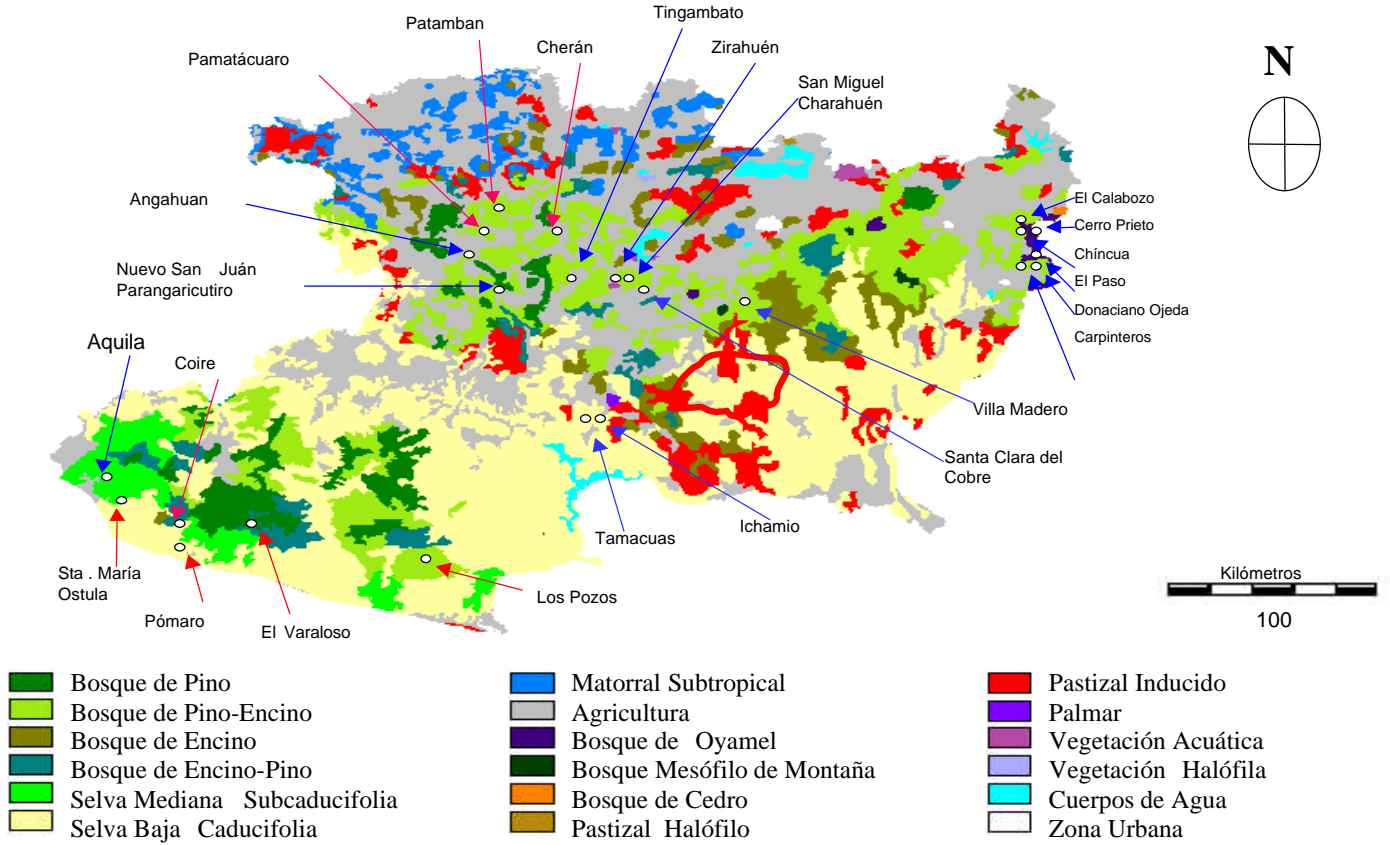 Tingambato
Patamban
Zirahuén
Cherán
Pamatácuaro
San Miguel
Charahuén
N
Angahuan
El Calabozo
Cerro Prieto
Chíncua
El Paso
Donaciano Ojeda
Carpinteros
Nuevo San Juán
Parangaricutiro
Aquila
Coire
Villa Madero
Santa Clara del
Cobre
Ichamio
Tamacuas
Sta . María
Ostula
Los Pozos
Pómaro
El Varaloso
Kilómetros
100
Bosque de Pino
Bosque de Pino-Encino
Bosque de Encino
Bosque de Encino-Pino
Selva Mediana Subcaducifolia
Selva Baja Caducifolia
Matorral Subtropical
Agricultura
Bosque de Oyamel
Bosque Mesófilo de Montaña
Bosque de Cedro
Pastizal Halófilo
Pastizal Inducido
Palmar
Vegetación Acuática
Vegetación Halófila
Cuerpos de Agua
Zona Urbana